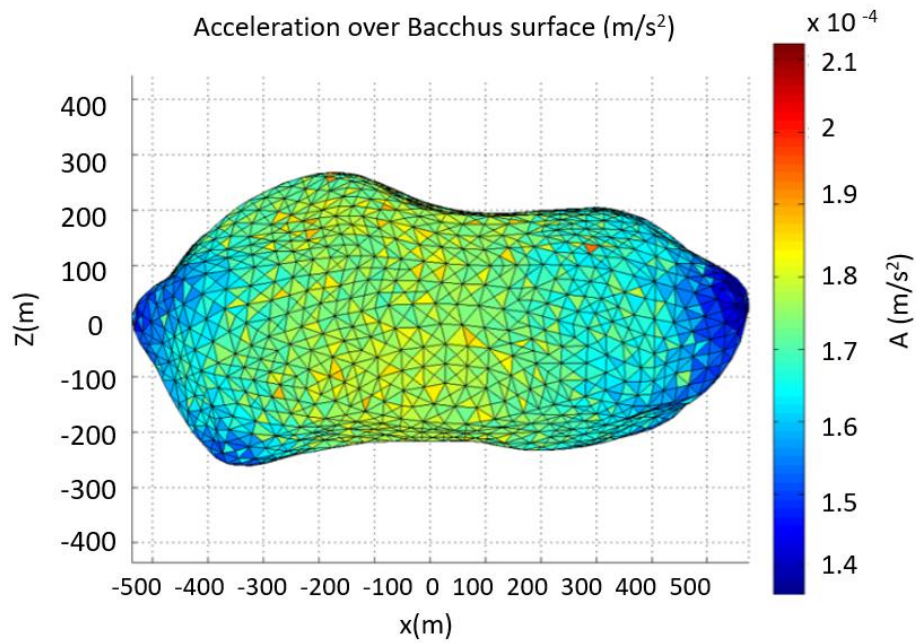 Acceleration over Bacchus surface (m/s²)
x 10 ⁻⁴
400
300
200
100
0
-100
-200
-300
-400
Z(m)
-500 -400 -300 -200 -100 0 100 200 300 400 500
x(m)
2.1
2
1.9
1.8
1.7
1.6
1.5
1.4
A (m/s²)